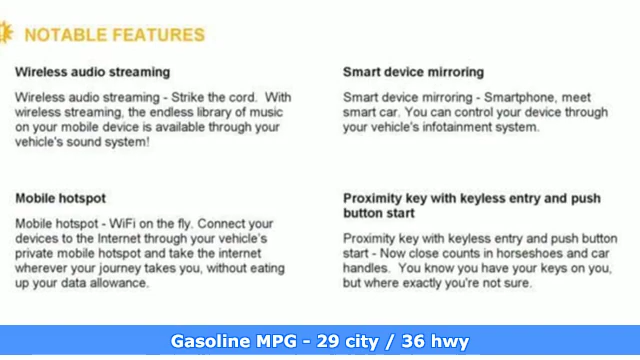 NOTABLE FEATURES
Wireless audio streaming
Wireless audio streaming - Strike the cord.  With
wireless streaming, the endless library of music
on your mobile device is available through your
vehicle's sound system!
Smart device mirroring
Smart device mirroring - Smartphone, meet
smart car. You can control your device through
your vehicle's infotainment system.
Mobile hotspot
Mobile hotspot - WiFi on the fly. Connect your
devices to the Internet through your vehicle's
private mobile hotspot and take the internet
wherever your journey takes you, without eating
up your data allowance.
Proximity key with keyless entry and push
button start
Proximity key with keyless entry and push button
start - Now close counts in horseshoes and car
handles.  You know you have your keys on you,
but where exactly you're not sure.
Gasoline MPG - 29 city / 36 hwy